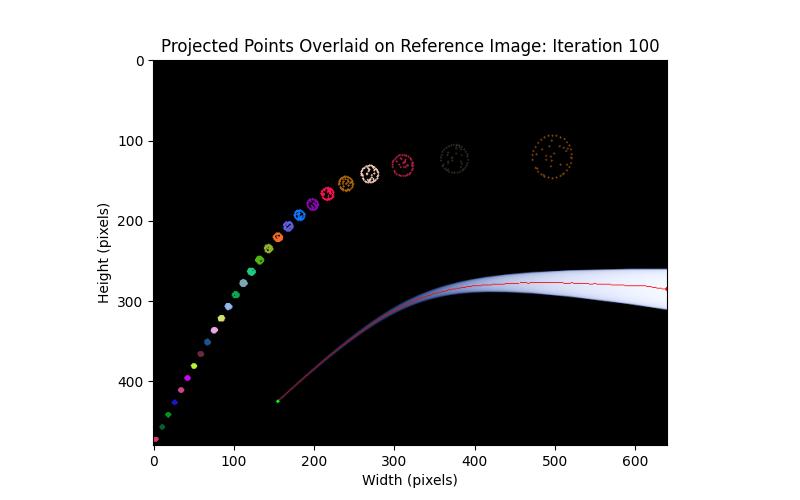 Projected Points Overlaid on Reference Image: Iteration 100
0
100
200
300
400
Height (pixels)
0 100 200 300 400 500 600
Width (pixels)